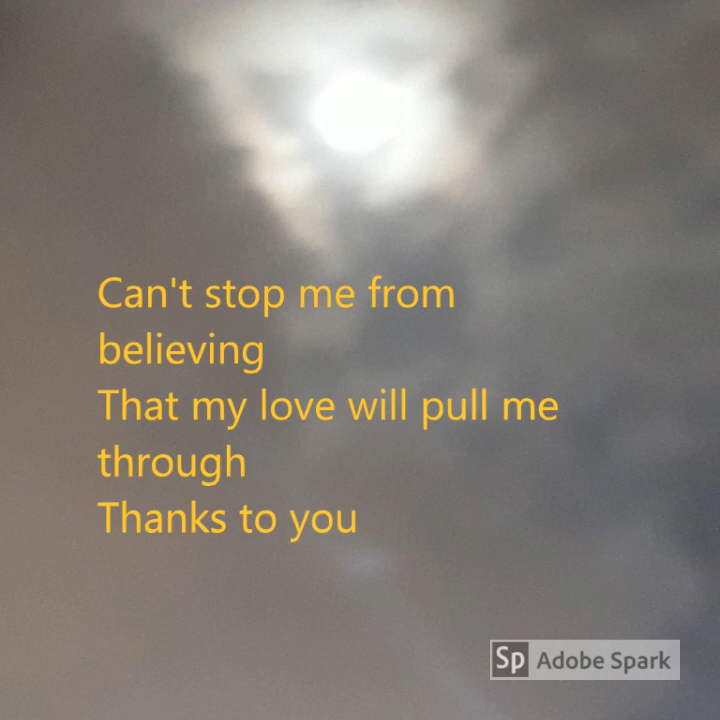 Can't stop me from
believing
That my love will pull me
through
Thanks to you
Sp Adobe Spark